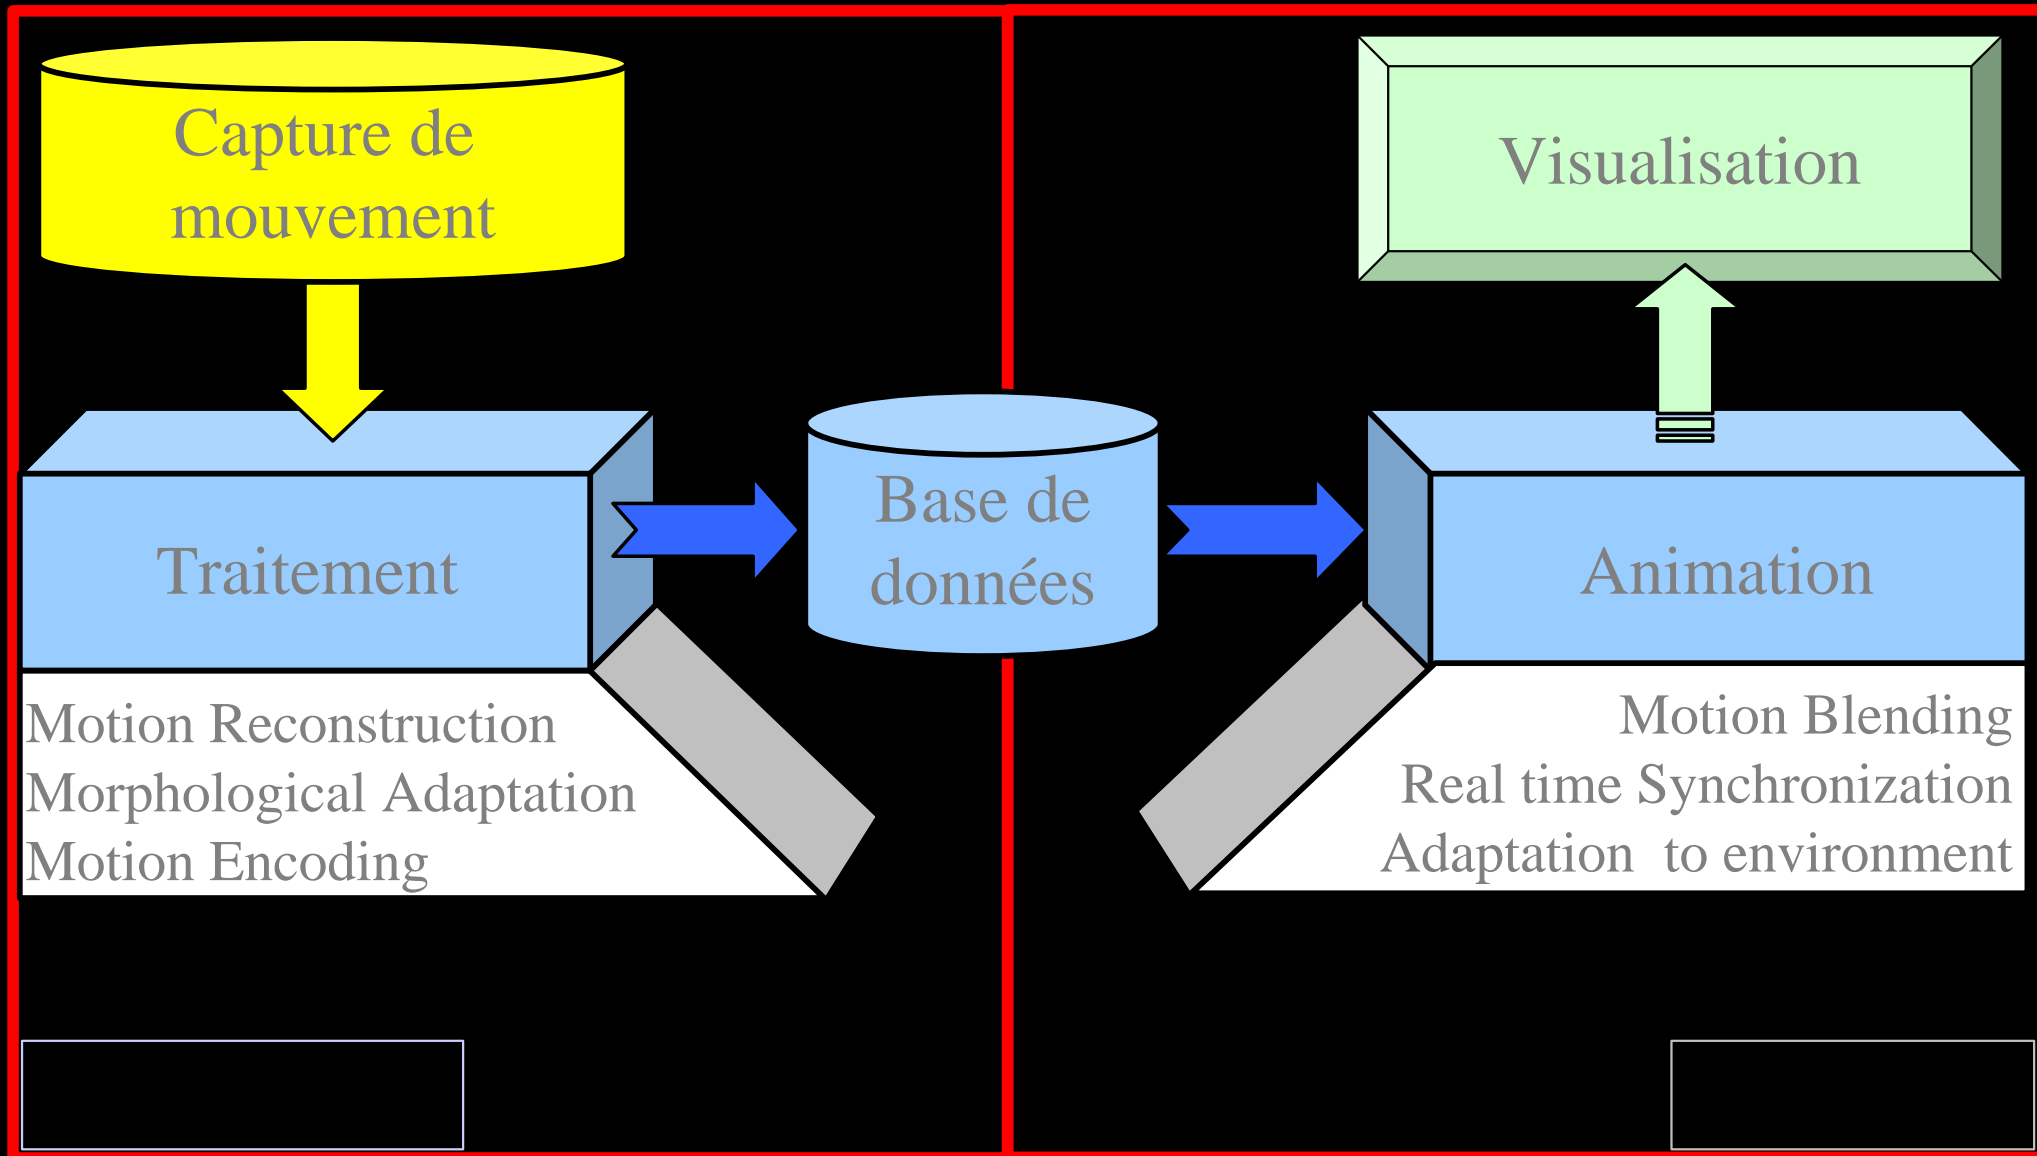 Capture de
mouvement
Visualisation
Traitement
Base de
données
Animation
Motion Reconstruction
Morphological Adaptation
Motion Encoding
Motion Blending
Real time Synchronization
Adaptation to environment